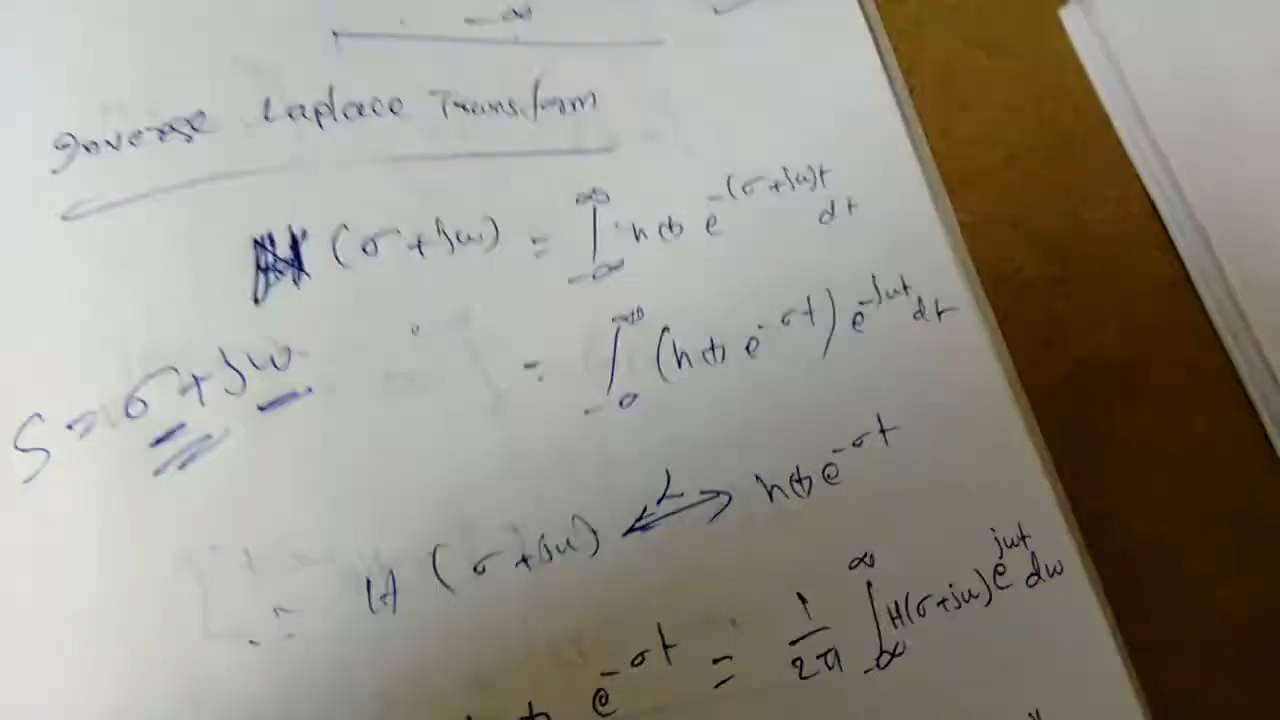 -∞
Inverse Laplace Transform
H (σ+jω) = ∫_{-∞}^{∞} h(t) e^{-(σ+jω)t} dt
= ∫_{-∞}^{∞} (h(t) e^{-σt}) e^{-jωt} dt
S = σ+jω
∴ H (σ+jω) ⟷^{L} h(t) e^{-σt}
h(t) e^{-σt} = 1/2π ∫_{-∞}^{∞} H(σ+jω) e^{jωt} dω